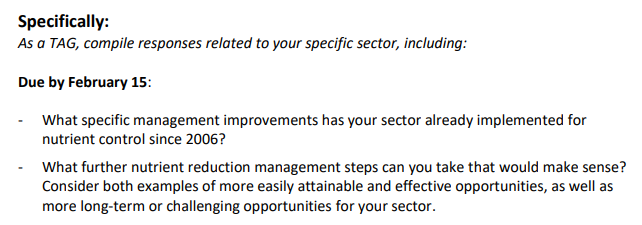 Specifically:
As a TAG, compile responses related to your specific sector, including:
Due by February 15:
- What specific management improvements has your sector already implemented for
nutrient control since 2006?
- What further nutrient reduction management steps can you take that would make sense?
Consider both examples of more easily attainable and effective opportunities, as well as
more long-term or challenging opportunities for your sector.